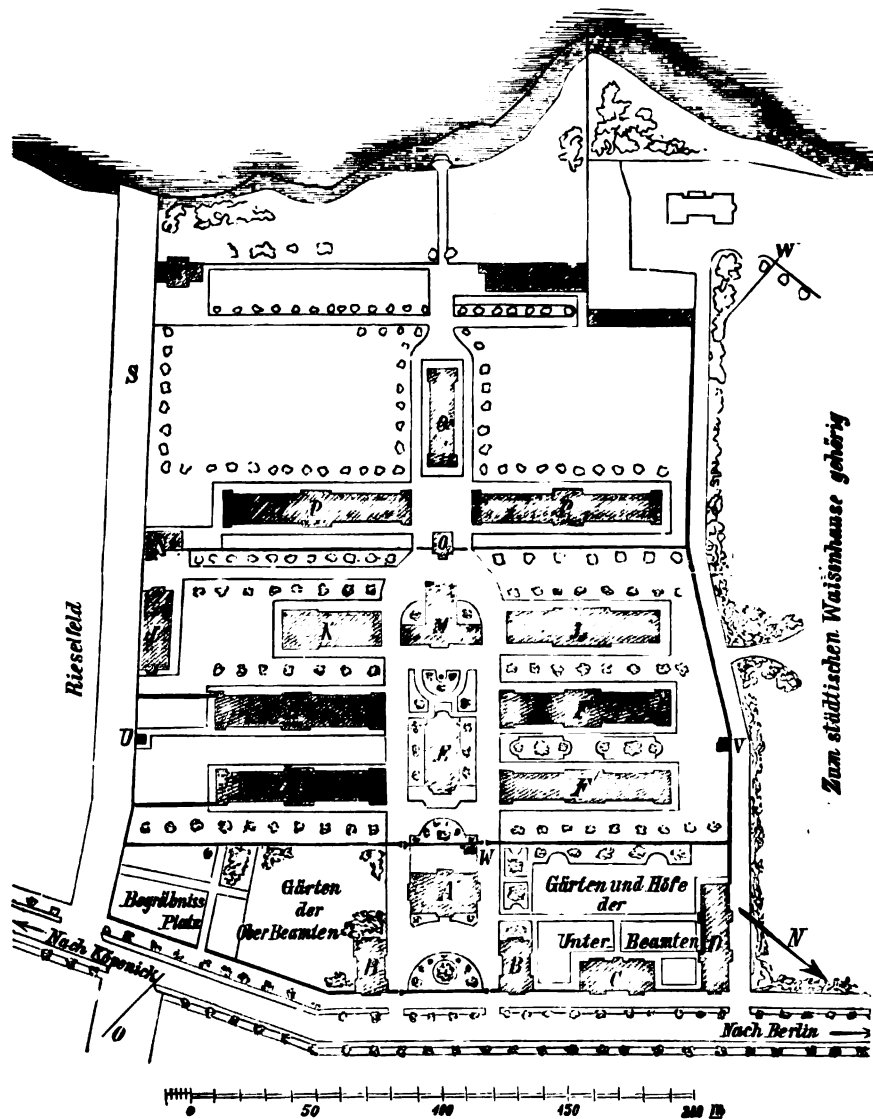 W
S
Q
P
O
Rieselfeld
Zum städtischen Waisenhause gehörig
J
K
M
L
U
E
V
F
W
A
Begräbniss
Platz
Gärten
der
Ober Beamten
Gärten und Höfe
der
Unter Beamten
H
B
C
D
N
Nach Köpenick
O
Nach Berlin
0 50 100 150 200 M